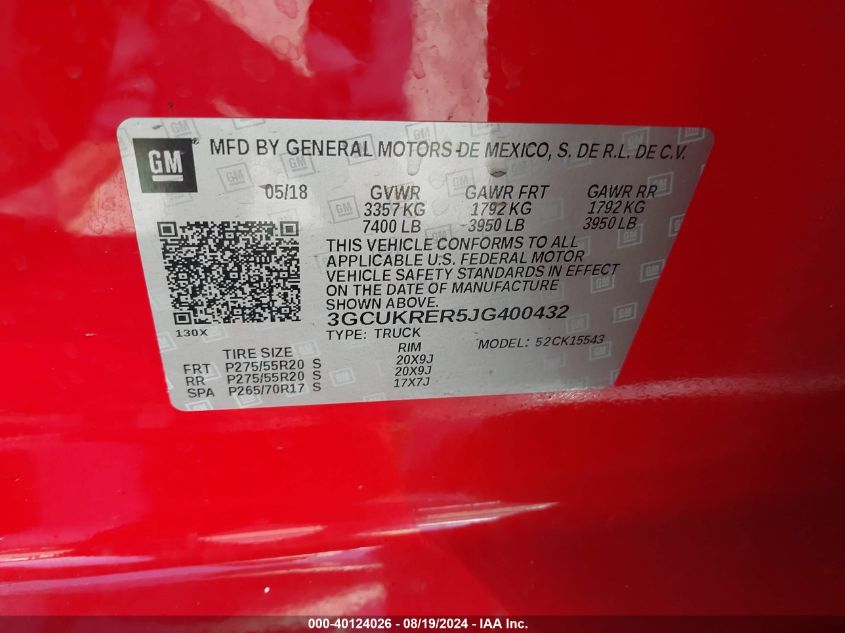 GM
MFD BY GENERAL MOTORS DE MEXICO, S. DE R.L. DE C.V.
05/18 GVWR GAWR FRT GAWR RR
3357 KG 1792 KG 1792 KG
7400 LB 3950 LB 3950 LB
THIS VEHICLE CONFORMS TO ALL
APPLICABLE U.S. FEDERAL MOTOR
VEHICLE SAFETY STANDARDS IN EFFECT
ON THE DATE OF MANUFACTURE
SHOWN ABOVE.
130X 3GCUKRER5JG400432
TYPE: TRUCK MODEL: 52CK15543
TIRE SIZE RIM
FRT P275/55R20 S 20X9J
RR P275/55R20 S 20X9J
SPA P265/70R17 S 17X7J
000-40124026 - 08/19/2024 - IAA Inc.